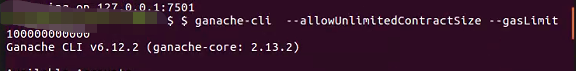 on 127.0.0.1:7501
$ $ ganache-cli --allowUnlimitedContractSize --gasLimit
100000000000
Ganache CLI v6.12.2 (ganache-core: 2.13.2)